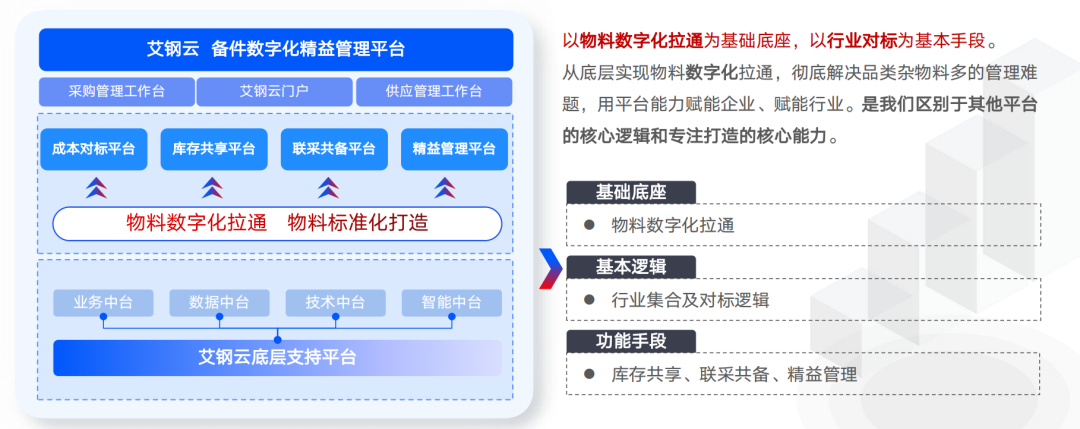 艾钢云 备件数字化精益管理平台
采购管理工作台 艾钢云门户 供应管理工作台
成本对标平台 库存共享平台 联采共备平台 精益管理平台
物料数字化拉通 物料标准化打造
业务中台 数据中台 技术中台 智能中台
艾钢云底层支持平台
以物料数字化拉通为基础底座，以行业对标为基本手段。
从底层实现物料数字化拉通，彻底解决品类杂物料多的管理难
题，用平台能力赋能企业、赋能行业。是我们区别于其他平台
的核心逻辑和专注打造的核心能力。
基础底座
● 物料数字化拉通
基本逻辑
● 行业集合及对标逻辑
功能手段
● 库存共享、联采共备、精益管理